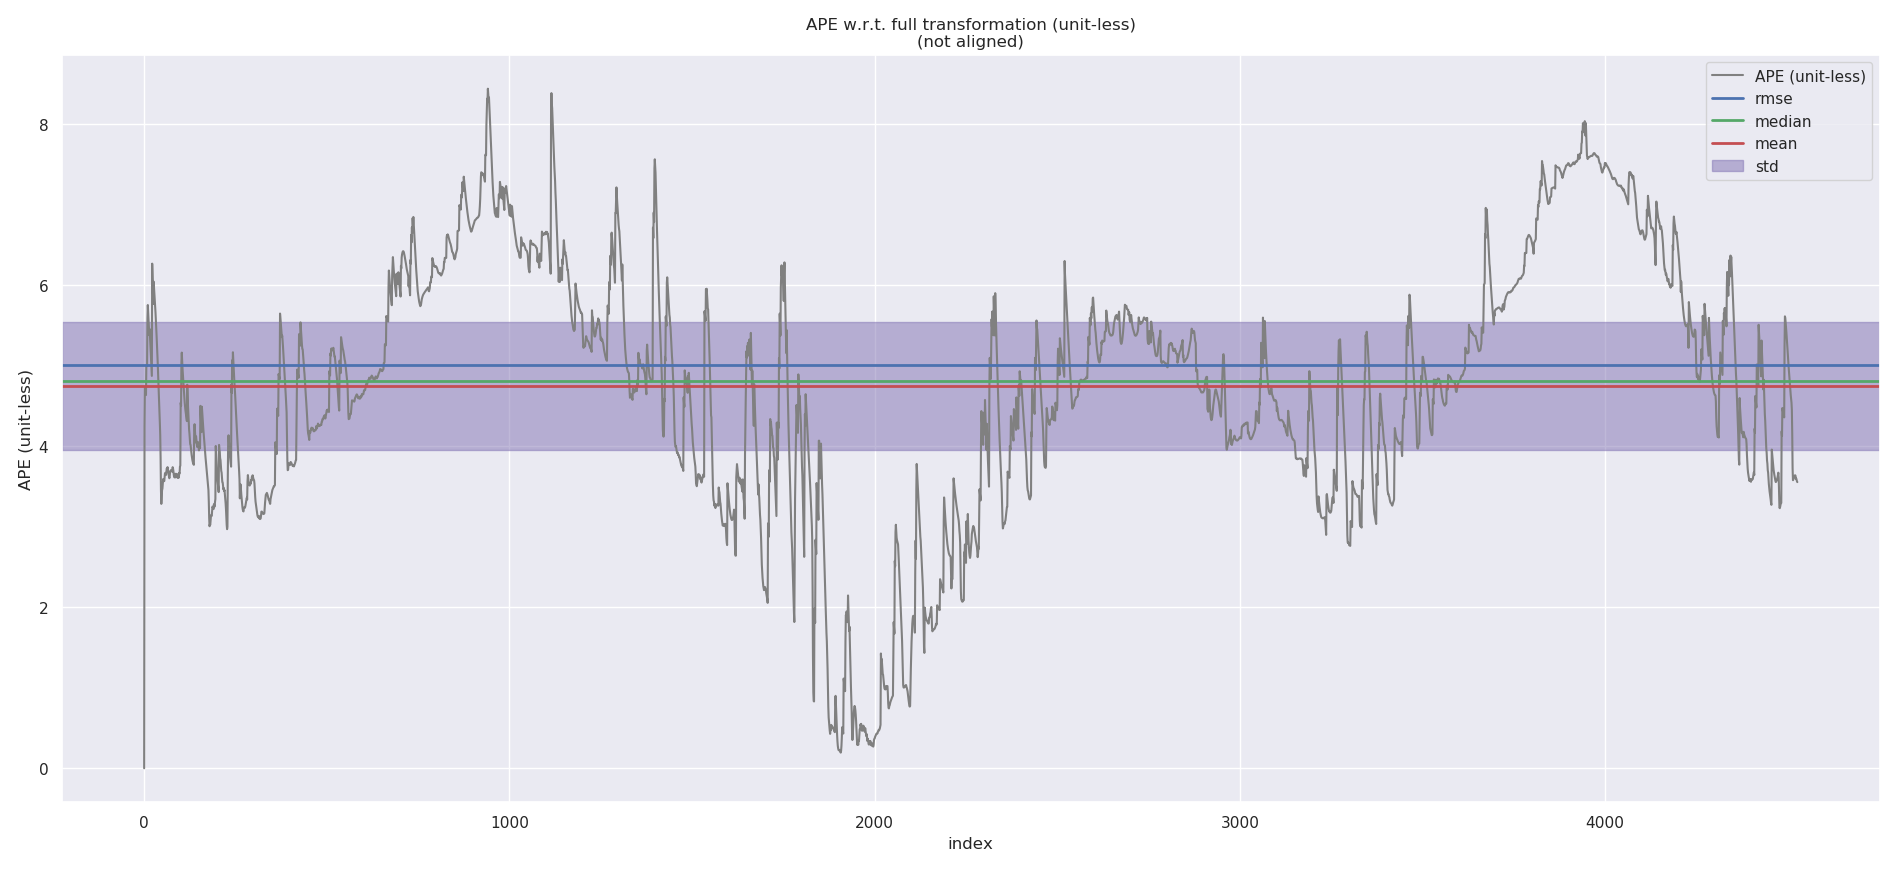 APE w.r.t. full transformation (unit-less)
(not aligned)
APE (unit-less)
rmse
median
mean
std
APE (unit-less)
8
6
4
2
0
0 1000 2000 3000 4000
index